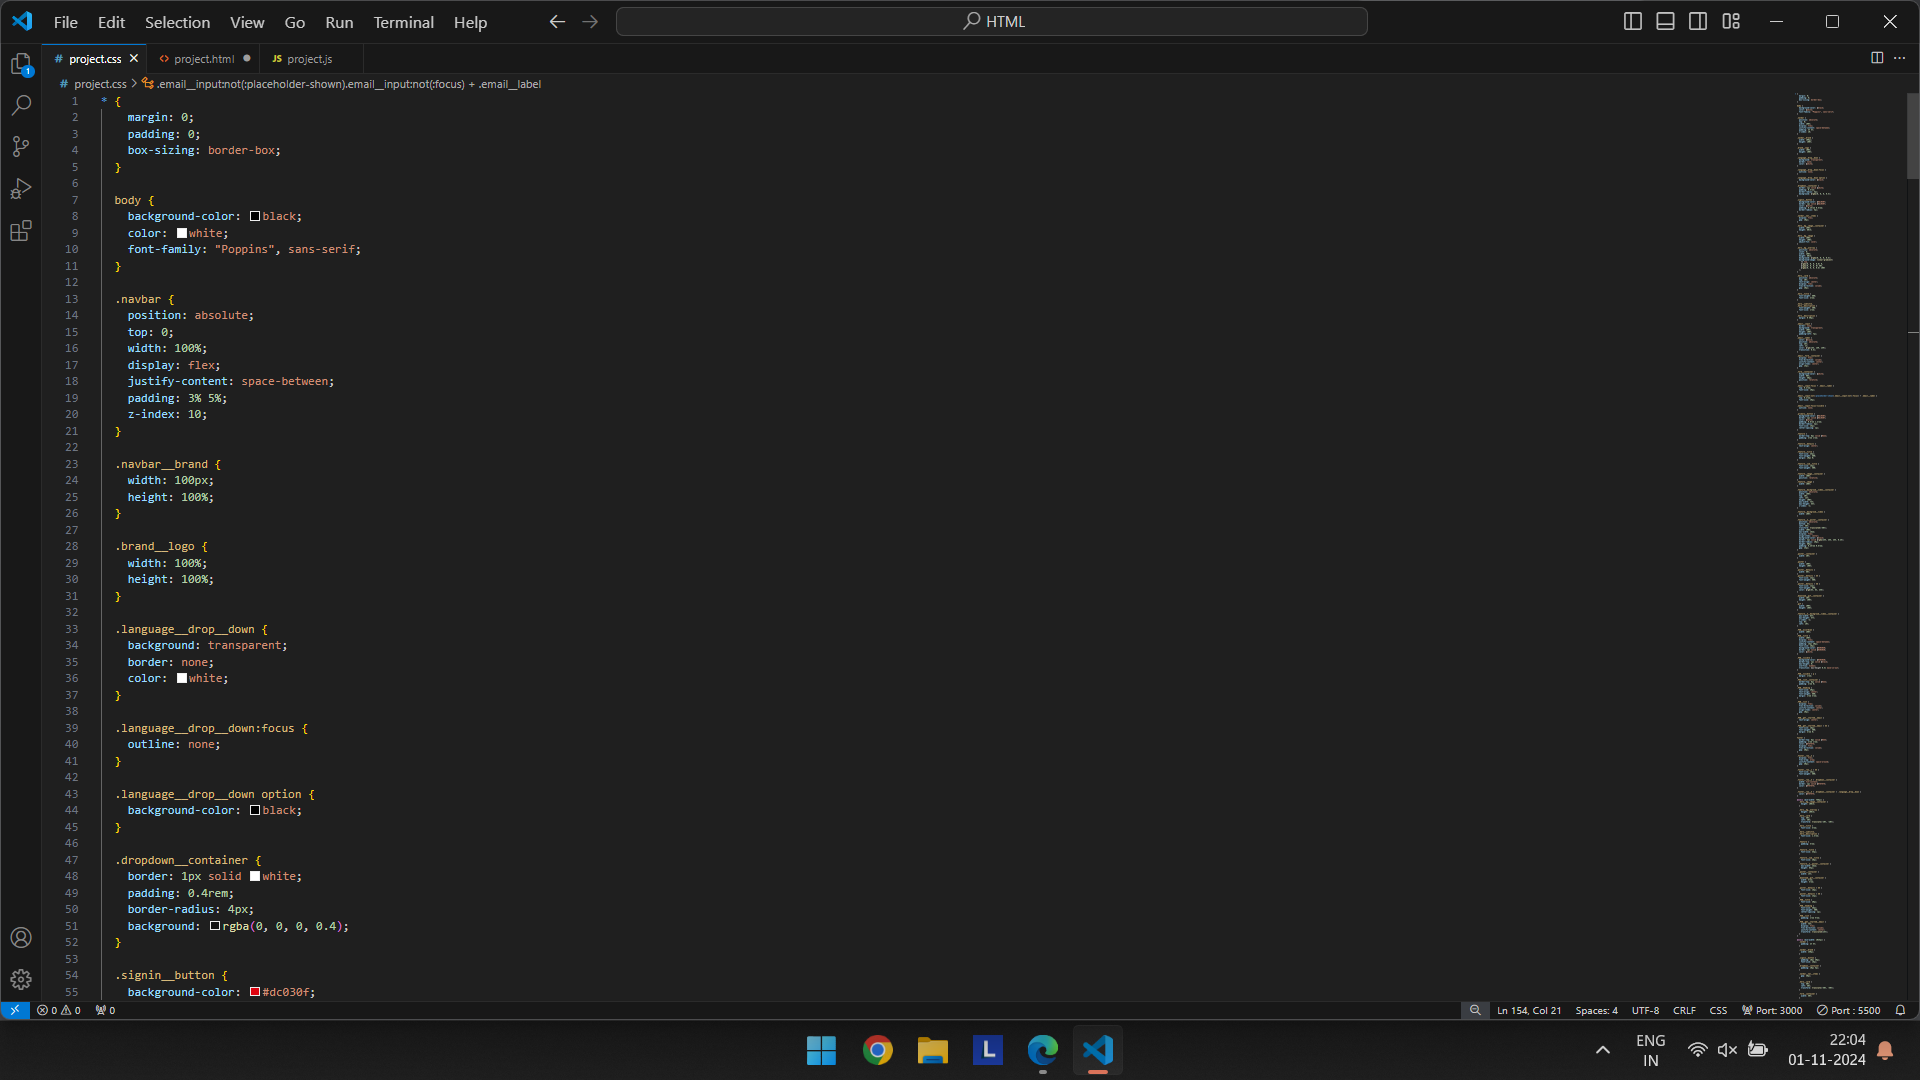 File Edit Selection View Go Run Terminal Help
HTML
# project.css
<> project.html
JS project.js
# project.css > .email__input:not(:placeholder-shown).email__input:not(:focus) + .email__label
1 * {
2 margin: 0;
3 padding: 0;
4 box-sizing: border-box;
5 }
6
7 body {
8 background-color: black;
9 color: white;
10 font-family: "Poppins", sans-serif;
11 }
12
13 .navbar {
14 position: absolute;
15 top: 0;
16 width: 100%;
17 display: flex;
18 justify-content: space-between;
19 padding: 3% 5%;
20 z-index: 10;
21 }
22
23 .navbar__brand {
24 width: 100px;
25 height: 100%;
26 }
27
28 .brand__logo {
29 width: 100%;
30 height: 100%;
31 }
32
33 .language__drop__down {
34 background: transparent;
35 border: none;
36 color: white;
37 }
38
39 .language__drop__down:focus {
40 outline: none;
41 }
42
43 .language__drop__down option {
44 background-color: black;
45 }
46
47 .dropdown__container {
48 border: 1px solid white;
49 padding: 0.4rem;
50 border-radius: 4px;
51 background: rgba(0, 0, 0, 0.4);
52 }
53
54 .signin__button {
55 background-color: #dc030f;
0 0 0 Ln 154, Col 21 Spaces: 4 UTF-8 CRLF CSS Port: 3000 Port : 5500
1
L
ENG
IN
22:04
01-11-2024